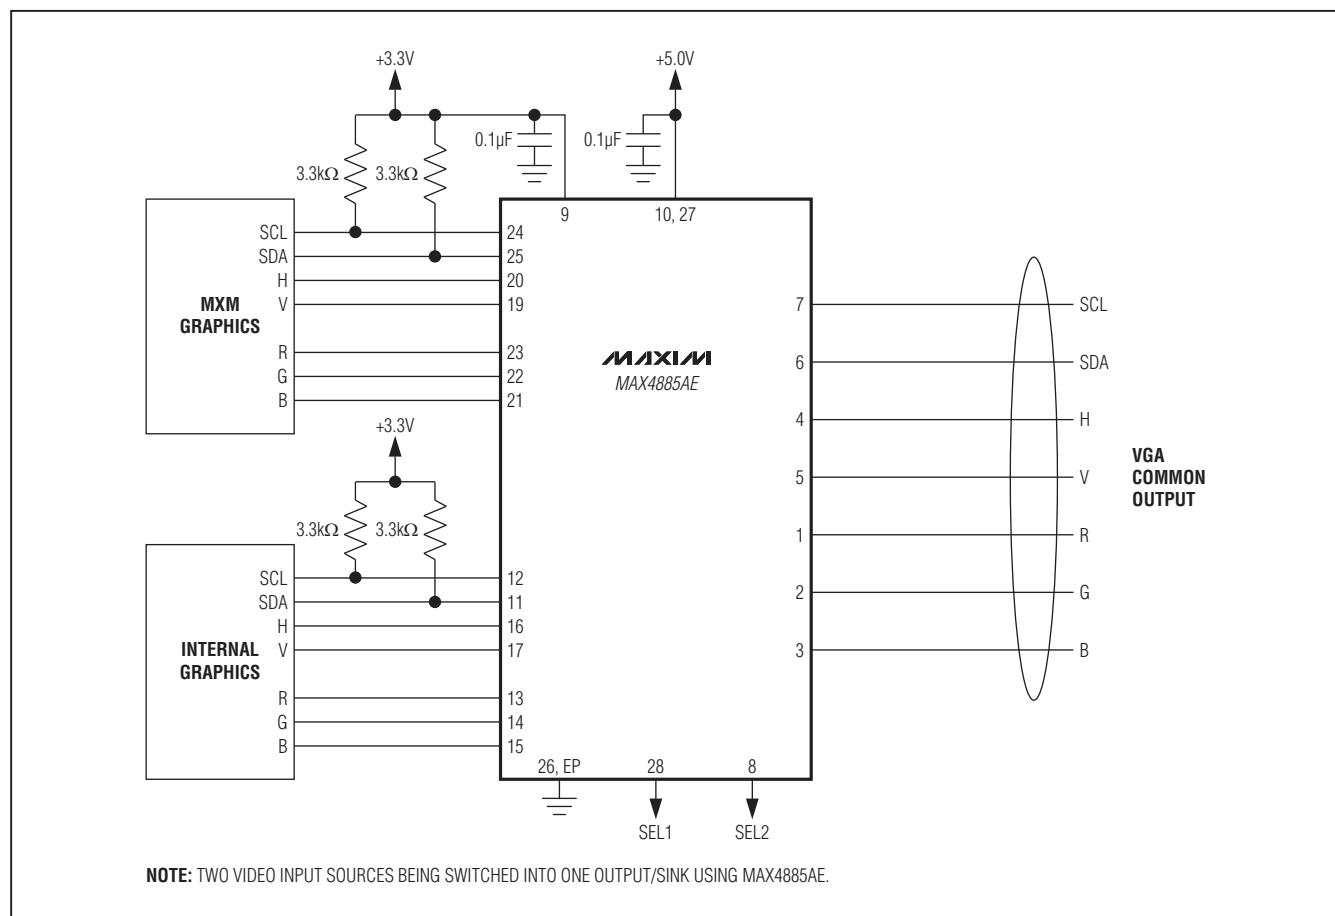 +3.3V
+5.0V
0.1µF
0.1µF
3.3kΩ
3.3kΩ
9
10, 27
SCL
24
SDA
25
H
20
MXM
GRAPHICS
V
19
R
23
G
22
B
21
MAXIM
MAX4885AE
7
SCL
6
SDA
4
H
5
V
1
R
2
G
3
B
VGA
COMMON
OUTPUT
+3.3V
3.3kΩ
3.3kΩ
SCL
12
SDA
11
H
16
INTERNAL
GRAPHICS
V
17
R
13
G
14
B
15
26, EP
28
8
SEL1
SEL2
NOTE: TWO VIDEO INPUT SOURCES BEING SWITCHED INTO ONE OUTPUT/SINK USING MAX4885AE.